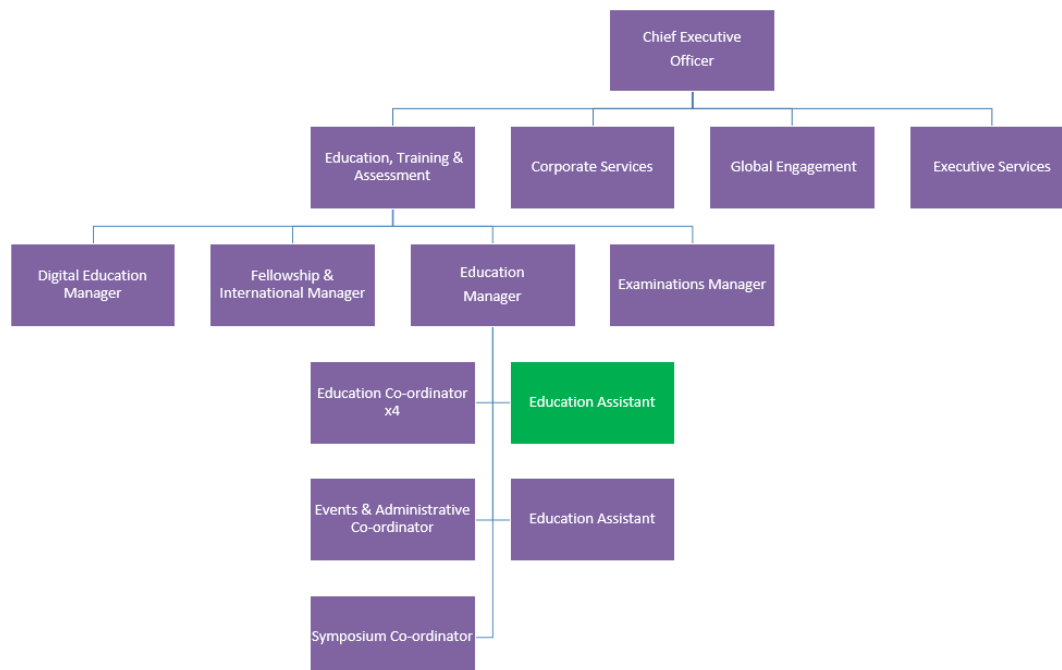 Chief Executive
Officer
Education, Training &
Assessment
Corporate Services
Global Engagement
Executive Services
Digital Education
Manager
Fellowship &
International Manager
Education
Manager
Examinations Manager
Education Co-ordinator
x4
Education Assistant
Events & Administrative
Co-ordinator
Education Assistant
Symposium Co-ordinator